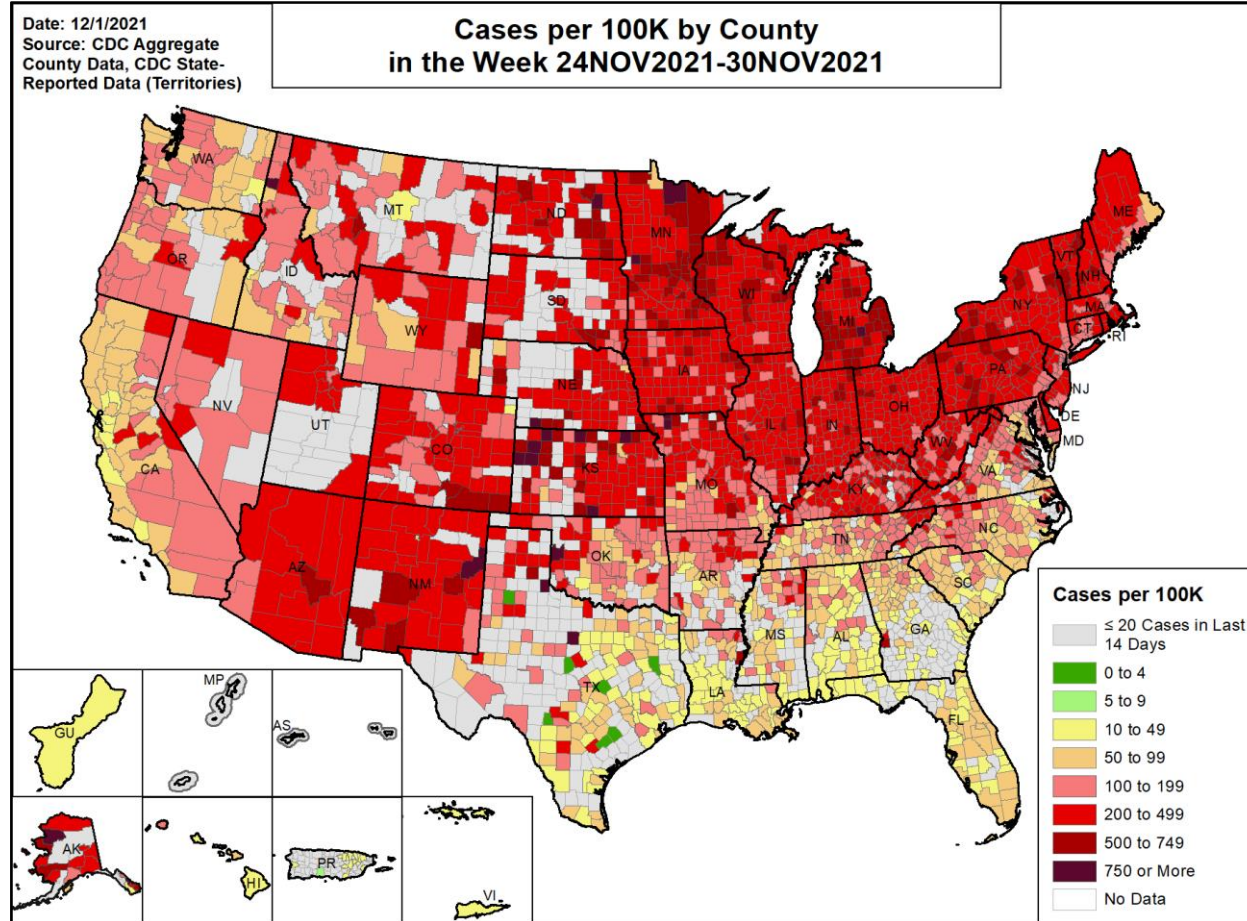 Date: 12/1/2021
Source: CDC Aggregate
County Data, CDC State-
Reported Data (Territories)
Cases per 100K by County
in the Week 24NOV2021-30NOV2021
WA
MT
ND
MN
ME
OR
ID
SD
WI
MI
VT
NH
NY
MA
CT
RI
WY
NE
IA
PA
NJ
NV
UT
CO
IL
IN
OH
DE
MD
CA
KS
MO
WV
VA
KY
AZ
NM
OK
TN
NC
AR
SC
MS
AL
GA
TX
LA
FL
GU
MP
AS
AK
HI
PR
VI
Cases per 100K
≤ 20 Cases in Last
14 Days
0 to 4
5 to 9
10 to 49
50 to 99
100 to 199
200 to 499
500 to 749
750 or More
No Data